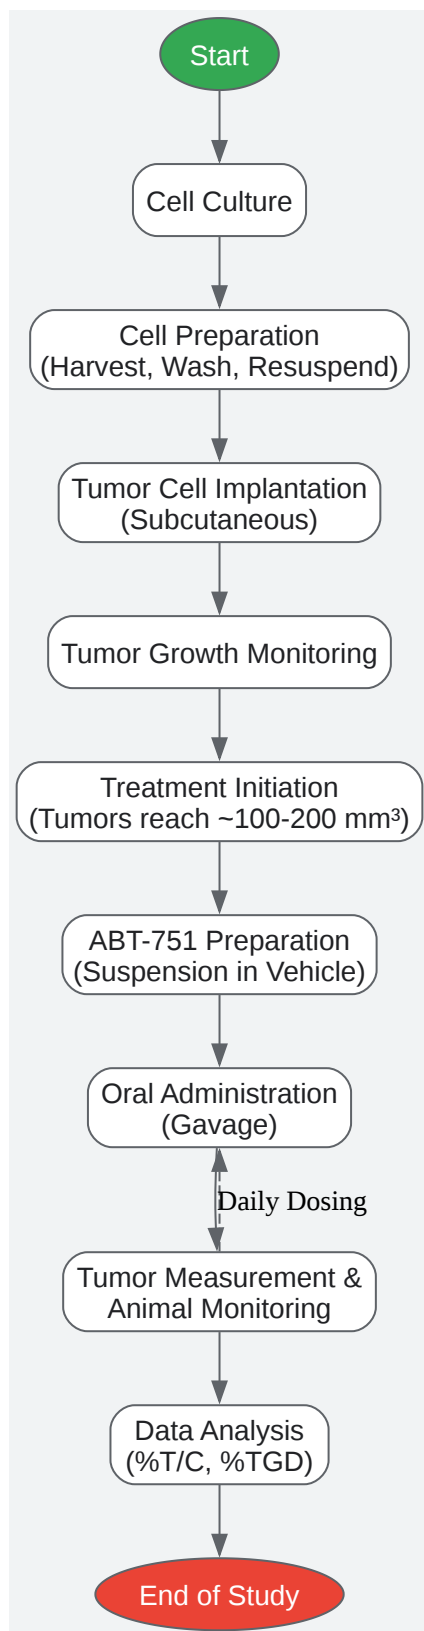 Start
Cell Culture
Cell Preparation
(Harvest, Wash, Resuspend)
Tumor Cell Implantation
(Subcutaneous)
Tumor Growth Monitoring
Treatment Initiation
(Tumors reach ~100-200 mm³)
ABT-751 Preparation
(Suspension in Vehicle)
Oral Administration
(Gavage)
Daily Dosing
Tumor Measurement &
Animal Monitoring
Data Analysis
(%T/C, %TGD)
End of Study